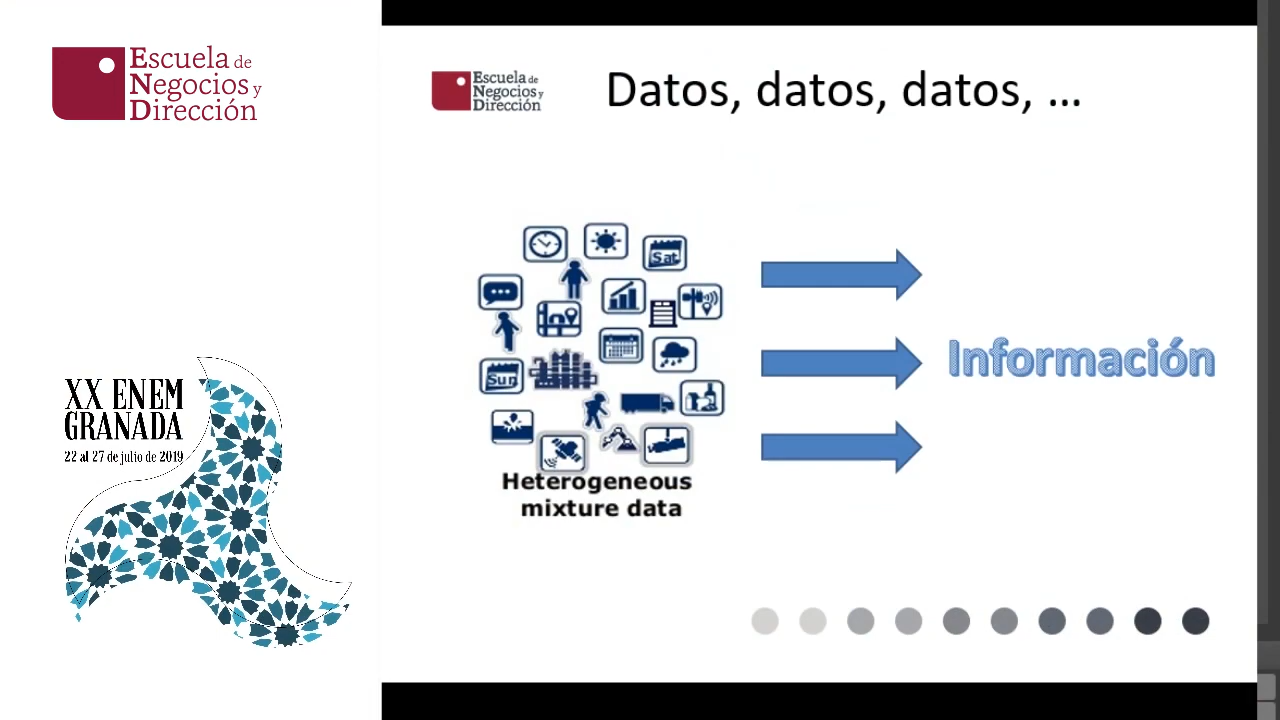 Escuela de
Negocios y
Dirección
XX ENEM
GRANADA
22 al 27 de julio de 2019
Escuela de
Negocios y
Dirección
Datos, datos, datos, ...
Sat
Sun
Heterogeneous
mixture data
Información